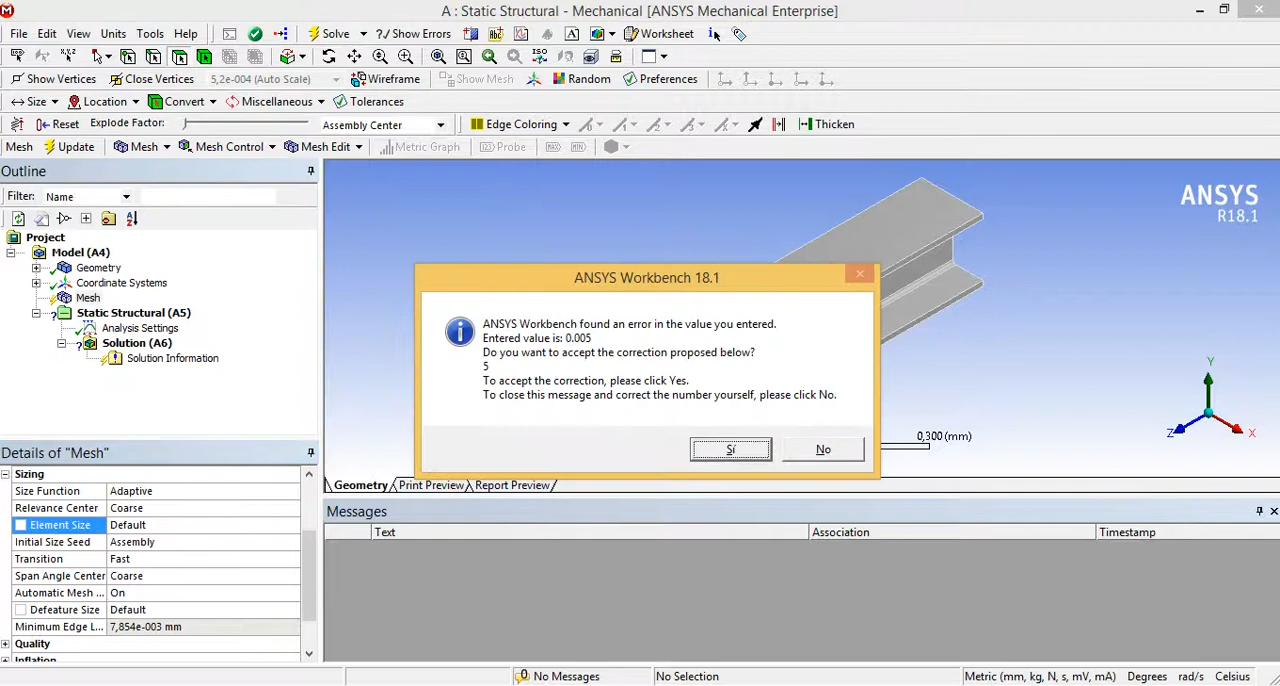 A : Static Structural - Mechanical [ANSYS Mechanical Enterprise]
File Edit View Units Tools Help Solve ?/ Show Errors A Worksheet
Show Vertices Close Vertices 5,2e-004 (Auto Scale) Wireframe Show Mesh Random Preferences
Size Location Convert Miscellaneous Tolerances
Reset Explode Factor: Assembly Center Edge Coloring Thicken
Mesh Update Mesh Mesh Control Mesh Edit Metric Graph Probe MAX MIN
Outline
Filter: Name
Project
Model (A4)
Geometry
Coordinate Systems
Mesh
Static Structural (A5)
Analysis Settings
Solution (A6)
Solution Information
ANSYS
R18.1
ANSYS Workbench 18.1
ANSYS Workbench found an error in the value you entered.
Entered value is: 0.005
Do you want to accept the correction proposed below?
5
To accept the correction, please click Yes.
To close this message and correct the number yourself, please click No.
Sí No
Y
Z X
0,300 (mm)
Geometry Print Preview Report Preview
Details of "Mesh"
Sizing
Size Function Adaptive
Relevance Center Coarse
Element Size Default
Initial Size Seed Assembly
Transition Fast
Span Angle Center Coarse
Automatic Mesh ... On
Defeature Size Default
Minimum Edge L... 7,854e-003 mm
Quality
Inflation
Messages
Text Association Timestamp
0 No Messages No Selection Metric (mm, kg, N, s, mV, mA) Degrees rad/s Celsius